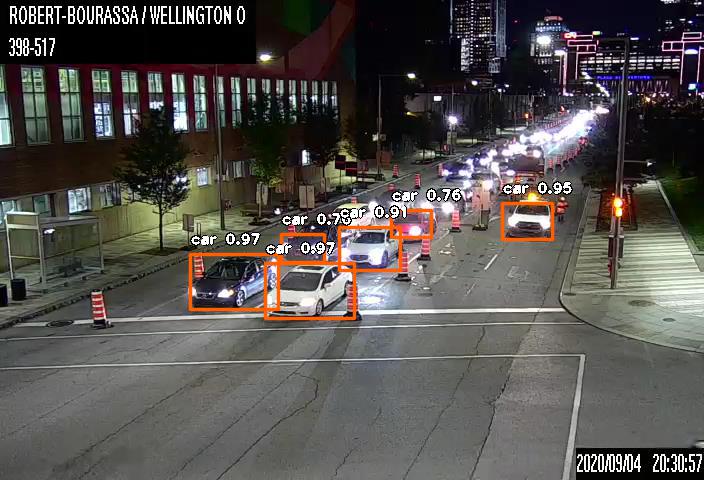 ROBERT-BOURASSA / WELLINGTON O
398-517
car 0.95
car 0.76
car 0.91
car 0.97
car 0.97
2020/09/04 20:30:57